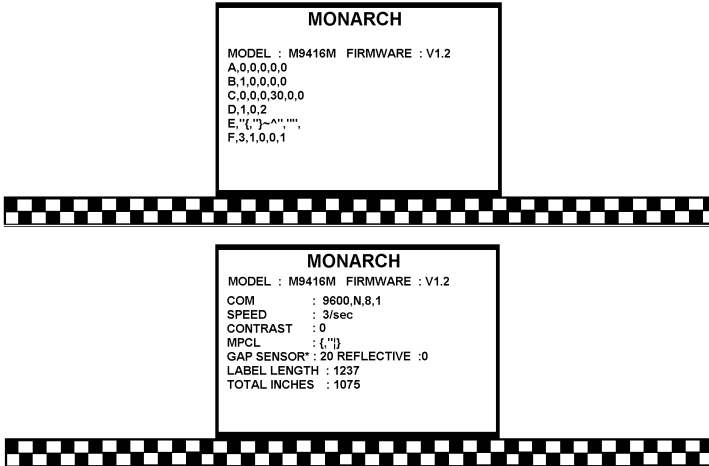 MONARCH
MODEL : M9416M FIRMWARE : V1.2
A,0,0,0,0,0
B,1,0,0,0,0
C,0,0,0,30,0,0
D,1,0,2
E,"{,"}~^","",
F,3,1,0,0,1
MONARCH
MODEL : M9416M FIRMWARE : V1.2
COM : 9600,N,8,1
SPEED : 3/sec
CONTRAST : 0
MPCL : {,"¦}
GAP SENSOR* : 20 REFLECTIVE :0
LABEL LENGTH : 1237
TOTAL INCHES : 1075